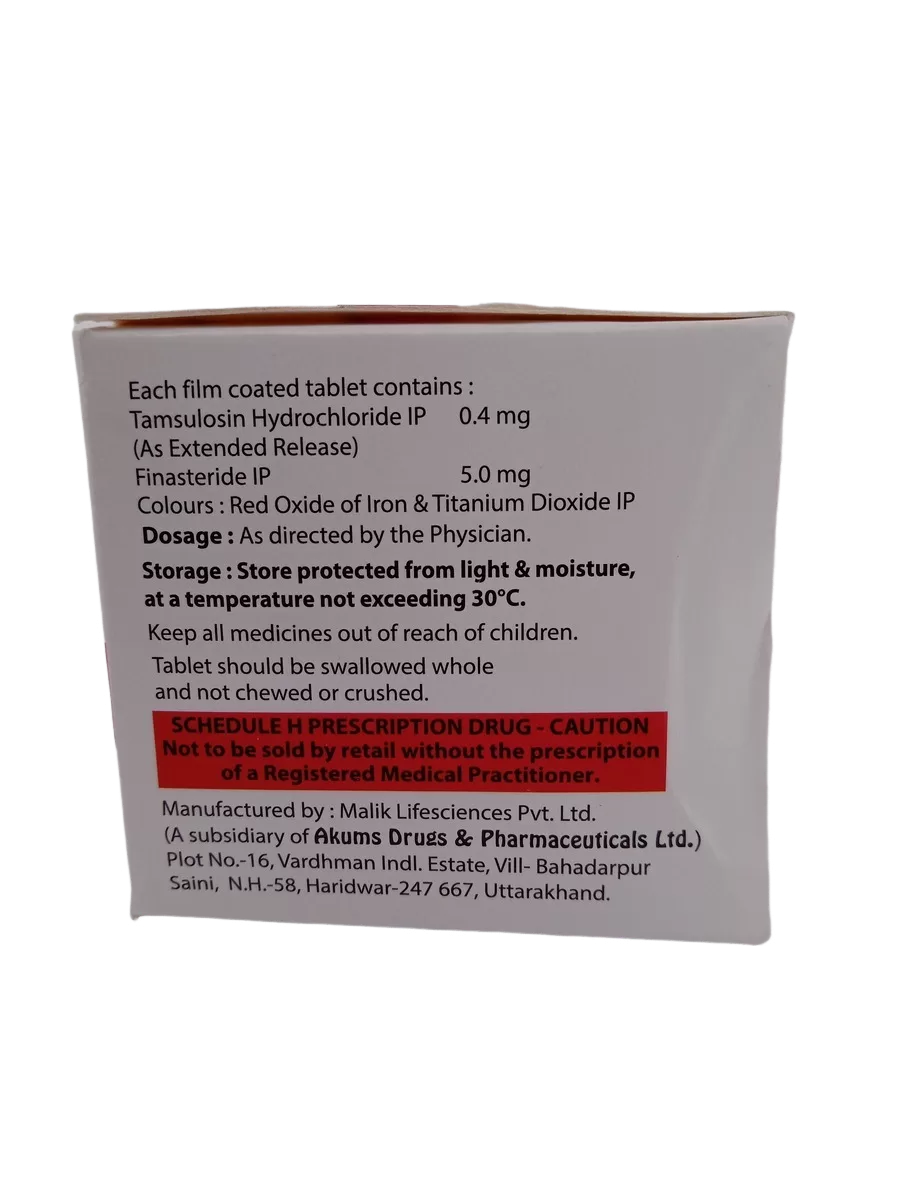 Each film coated tablet contains :
Tamsulosin Hydrochloride IP 0.4 mg
(As Extended Release)
Finasteride IP 5.0 mg
Colours : Red Oxide of Iron & Titanium Dioxide IP
Dosage : As directed by the Physician.
Storage : Store protected from light & moisture,
at a temperature not exceeding 30°C.
Keep all medicines out of reach of children.
Tablet should be swallowed whole
and not chewed or crushed.
SCHEDULE H PRESCRIPTION DRUG - CAUTION
Not to be sold by retail without the prescription
of a Registered Medical Practitioner.
Manufactured by : Malik Lifesciences Pvt. Ltd.
(A subsidiary of Akums Drugs & Pharmaceuticals Ltd.)
Plot No.-16, Vardhman Indl. Estate, Vill- Bahadarpur
Saini, N.H.-58, Haridwar-247 667, Uttarakhand.